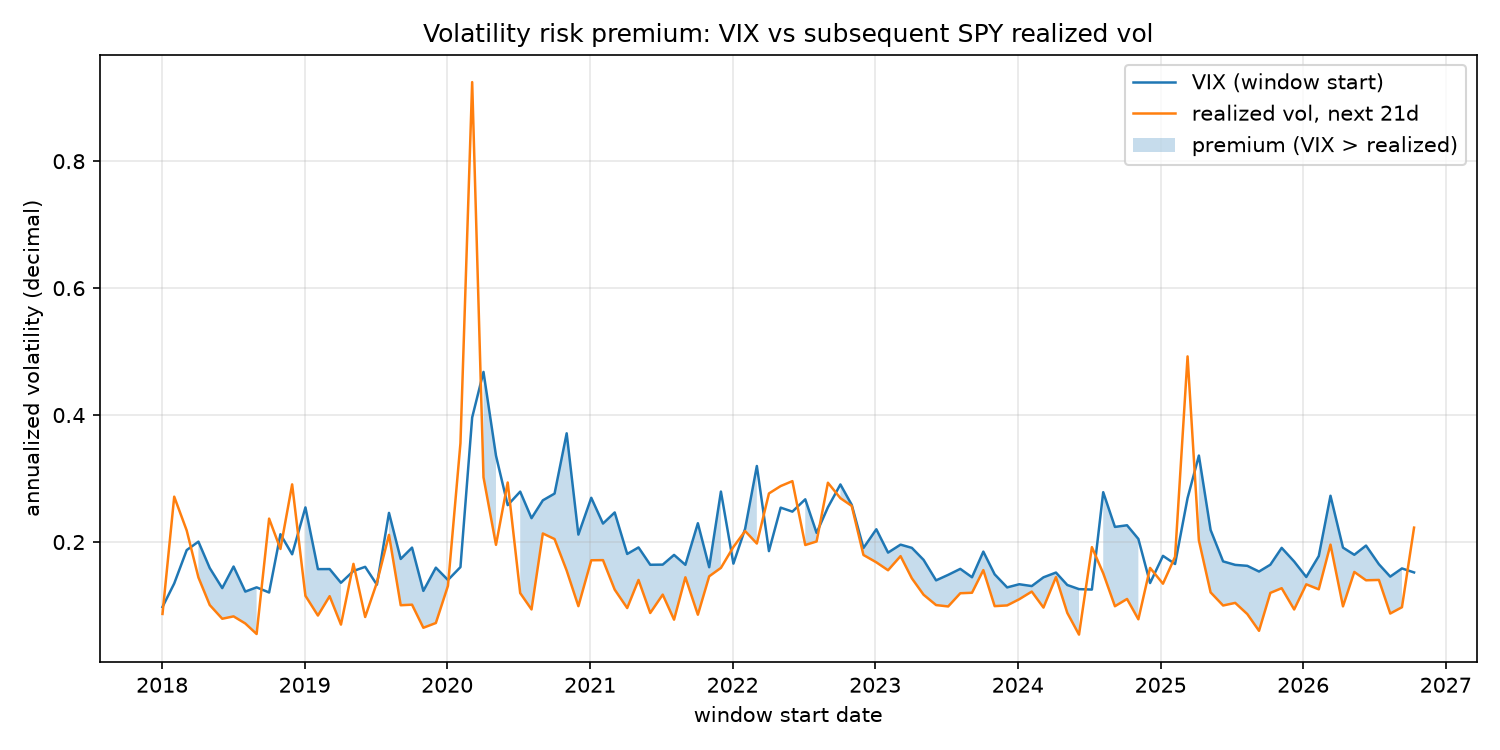 Volatility risk premium: VIX vs subsequent SPY realized vol
VIX (window start)
realized vol, next 21d
premium (VIX > realized)
annualized volatility (decimal)
0.8
0.6
0.4
0.2
2018 2019 2020 2021 2022 2023 2024 2025 2026 2027
window start date